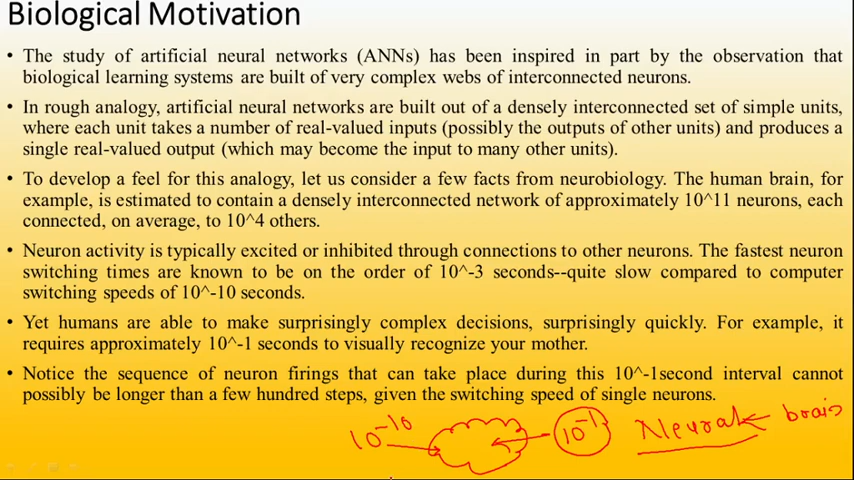 Biological Motivation
• The study of artificial neural networks (ANNs) has been inspired in part by the observation that
biological learning systems are built of very complex webs of interconnected neurons.
• In rough analogy, artificial neural networks are built out of a densely interconnected set of simple units,
where each unit takes a number of real-valued inputs (possibly the outputs of other units) and produces a
single real-valued output (which may become the input to many other units).
• To develop a feel for this analogy, let us consider a few facts from neurobiology. The human brain, for
example, is estimated to contain a densely interconnected network of approximately 10^11 neurons, each
connected, on average, to 10^4 others.
• Neuron activity is typically excited or inhibited through connections to other neurons. The fastest neuron
switching times are known to be on the order of 10^-3 seconds--quite slow compared to computer
switching speeds of 10^-10 seconds.
• Yet humans are able to make surprisingly complex decisions, surprisingly quickly. For example, it
requires approximately 10^-1 seconds to visually recognize your mother.
• Notice the sequence of neuron firings that can take place during this 10^-1second interval cannot
possibly be longer than a few hundred steps, given the switching speed of single neurons.
10^-10 10^-1 Neural brain